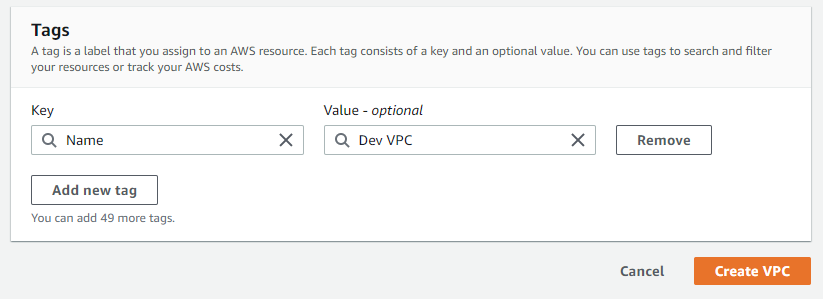 Tags
A tag is a label that you assign to an AWS resource. Each tag consists of a key and an optional value. You can use tags to search and filter
your resources or track your AWS costs.
Key Value - optional
Name Dev VPC Remove
Add new tag
You can add 49 more tags.
Cancel Create VPC